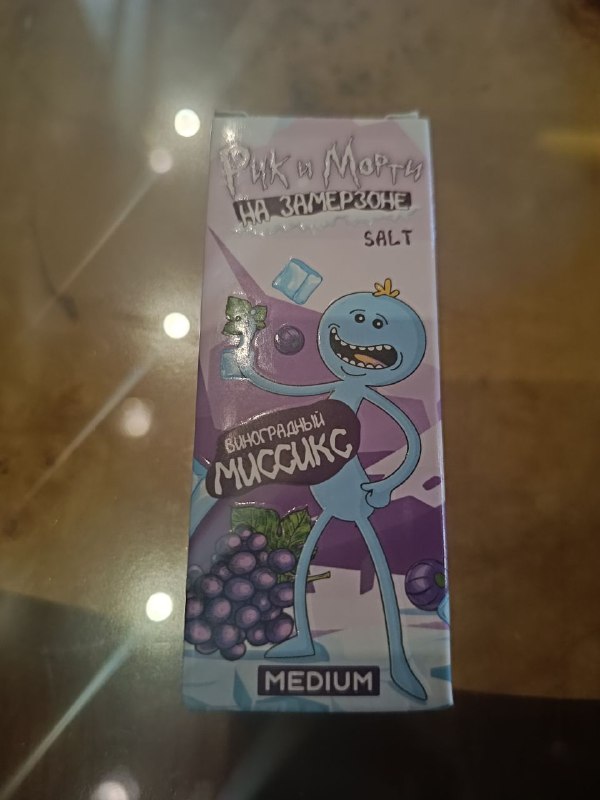 Рик и Морти
НА ЗАМЕРЗОНЕ
SALT
ВИНОГРАДНЫЙ
МИССИКС
MEDIUM